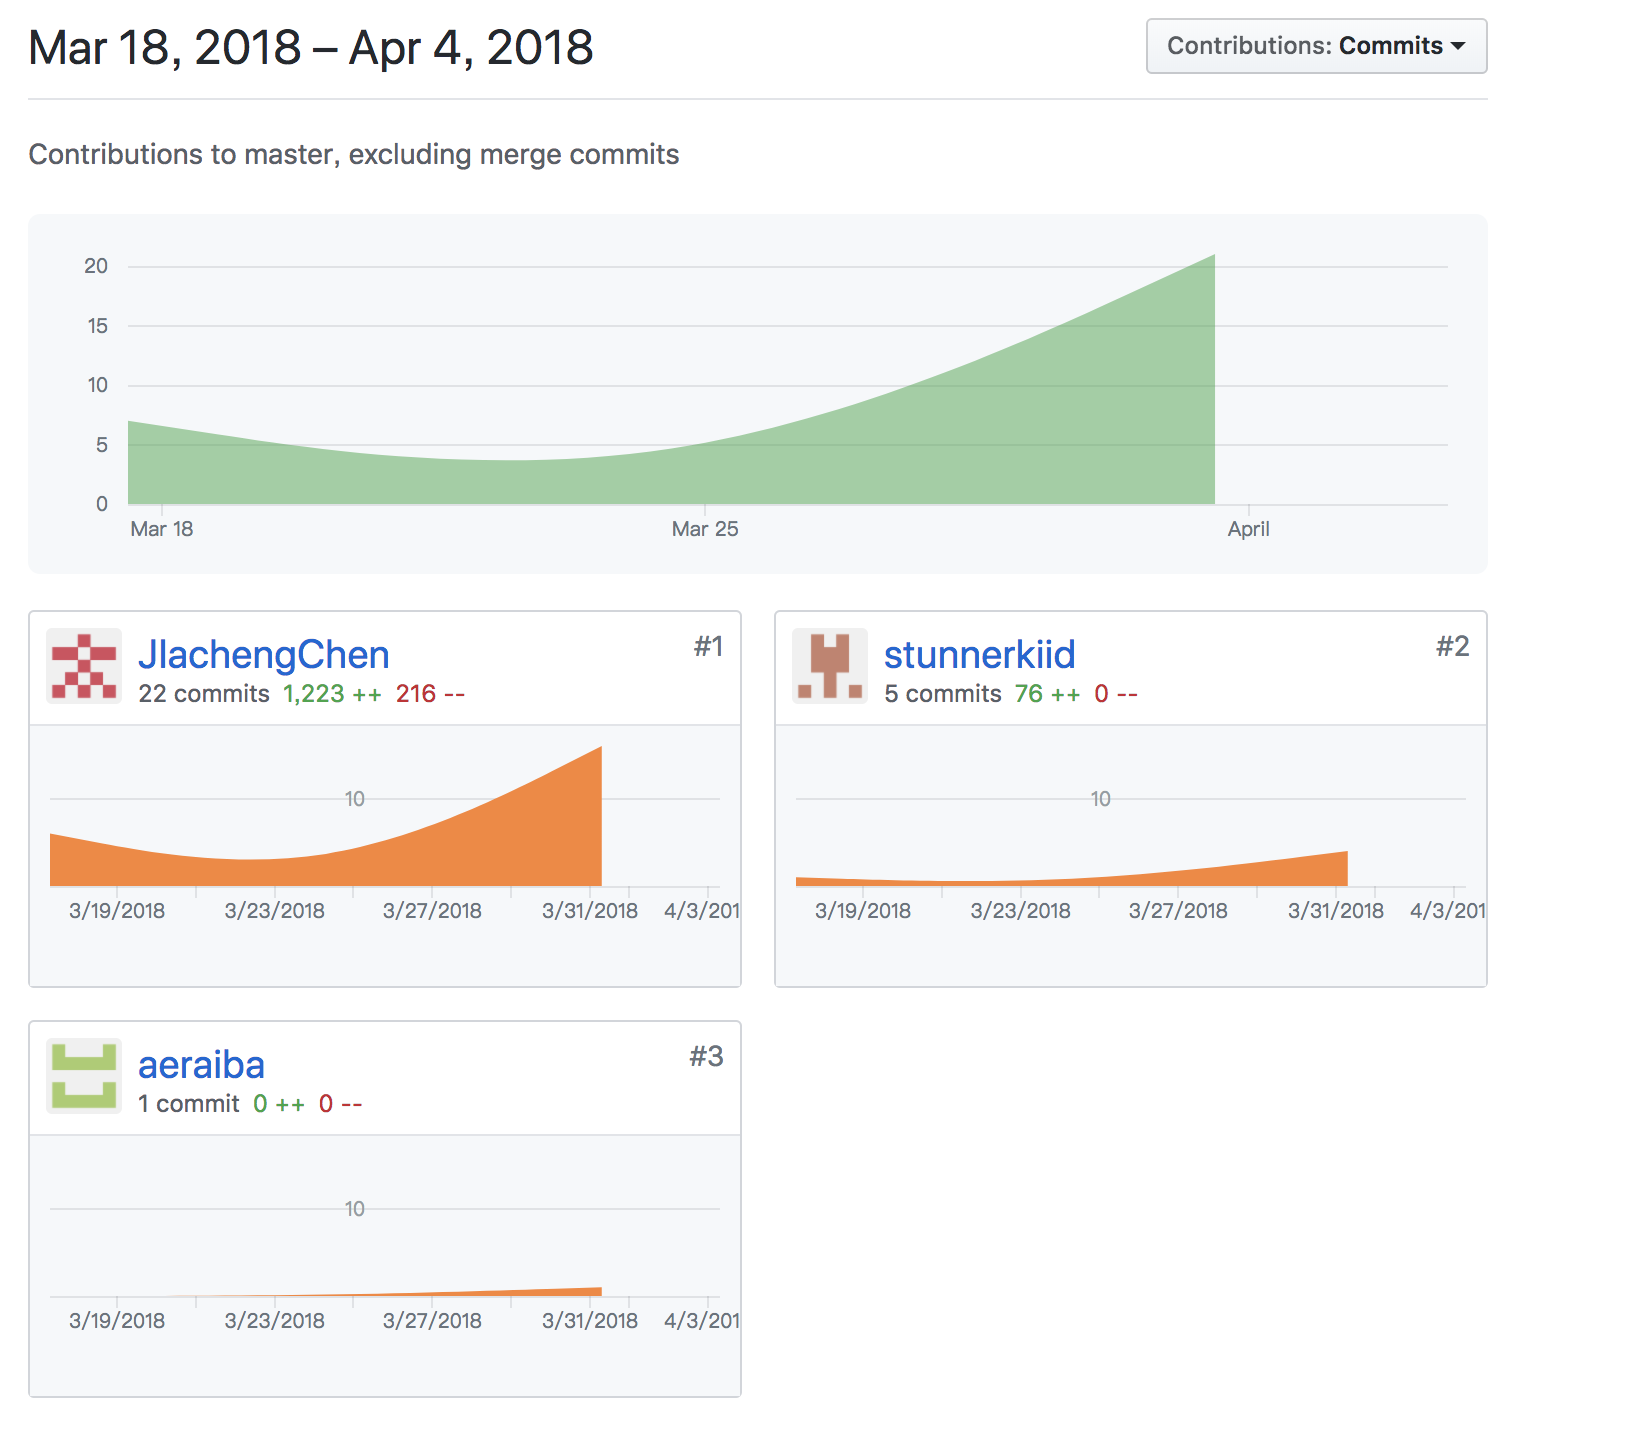 Mar 18, 2018 – Apr 4, 2018
Contributions: Commits
Contributions to master, excluding merge commits
20
15
10
5
0
Mar 18
Mar 25
April
JIachengChen
#1
22 commits 1,223 ++ 216 --
10
3/19/2018
3/23/2018
3/27/2018
3/31/2018
4/3/201
stunnerkiid
#2
5 commits 76 ++ 0 --
10
3/19/2018
3/23/2018
3/27/2018
3/31/2018
4/3/201
aeraiba
#3
1 commit 0 ++ 0 --
10
3/19/2018
3/23/2018
3/27/2018
3/31/2018
4/3/201